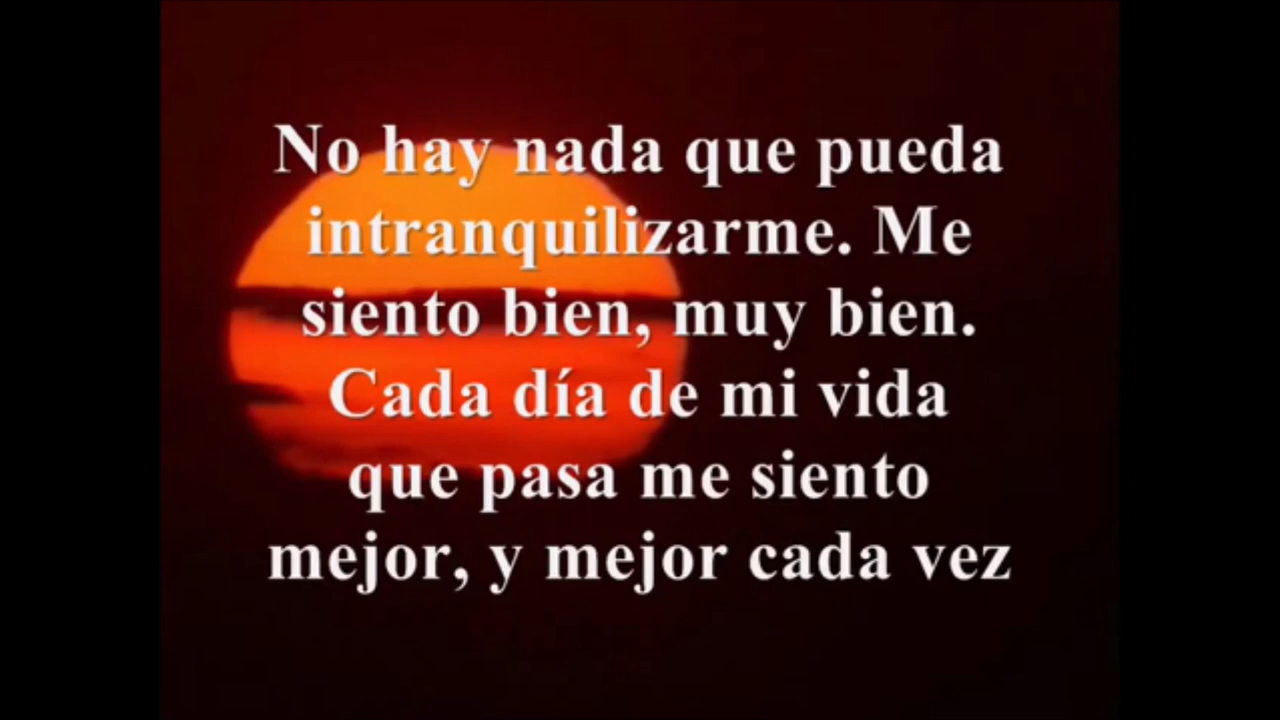 No hay nada que pueda
intranquilizarme. Me
siento bien, muy bien.
Cada día de mi vida
que pasa me siento
mejor, y mejor cada vez